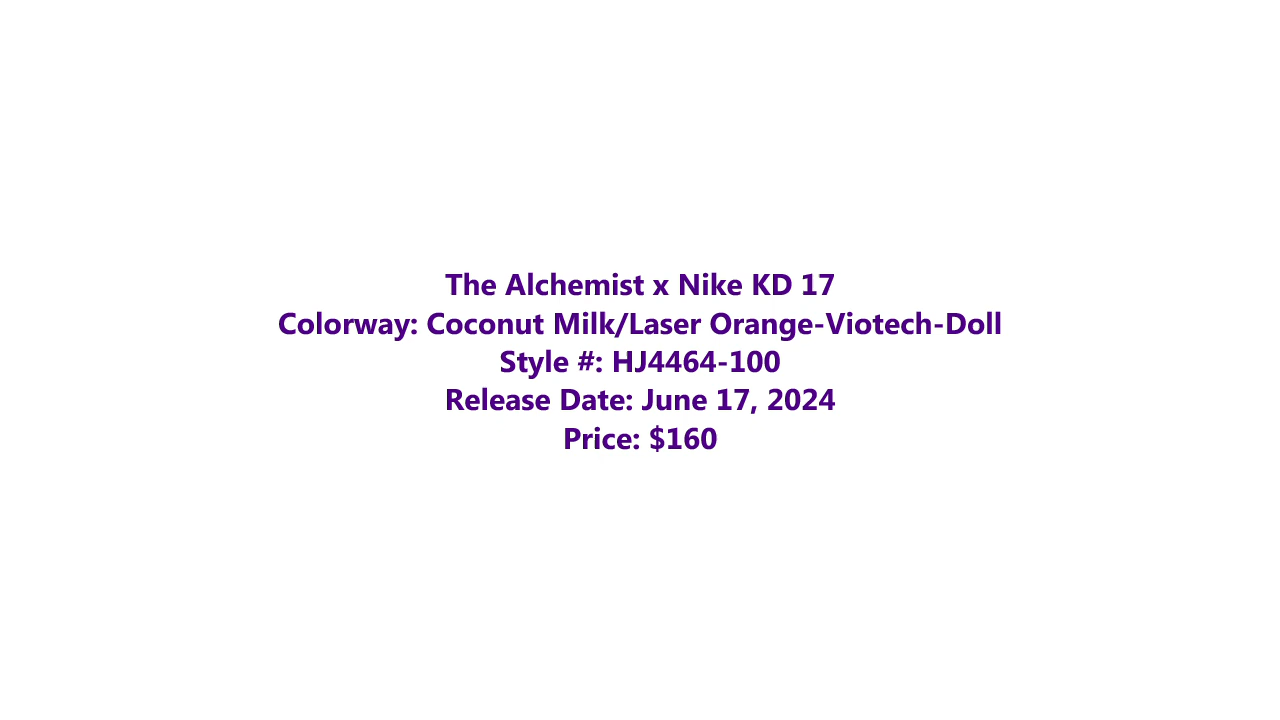 The Alchemist x Nike KD 17
Colorway: Coconut Milk/Laser Orange-Viotech-Doll
Style #: HJ4464-100
Release Date: June 17, 2024
Price: $160